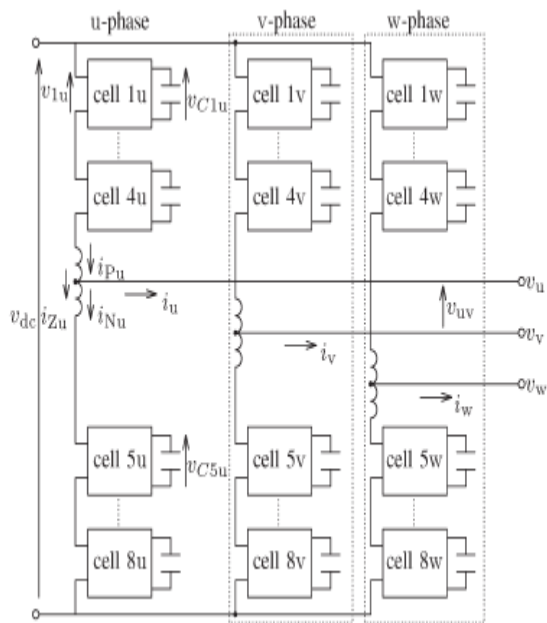 u-phase v-phase w-phase
v1u cell 1u vC1u cell 1v cell 1w
cell 4u cell 4v cell 4w
iPu
vu
vdc iZu iNu iu vuv
vv
iv
vw
iw
cell 5u vC5u cell 5v cell 5w
cell 8u cell 8v cell 8w